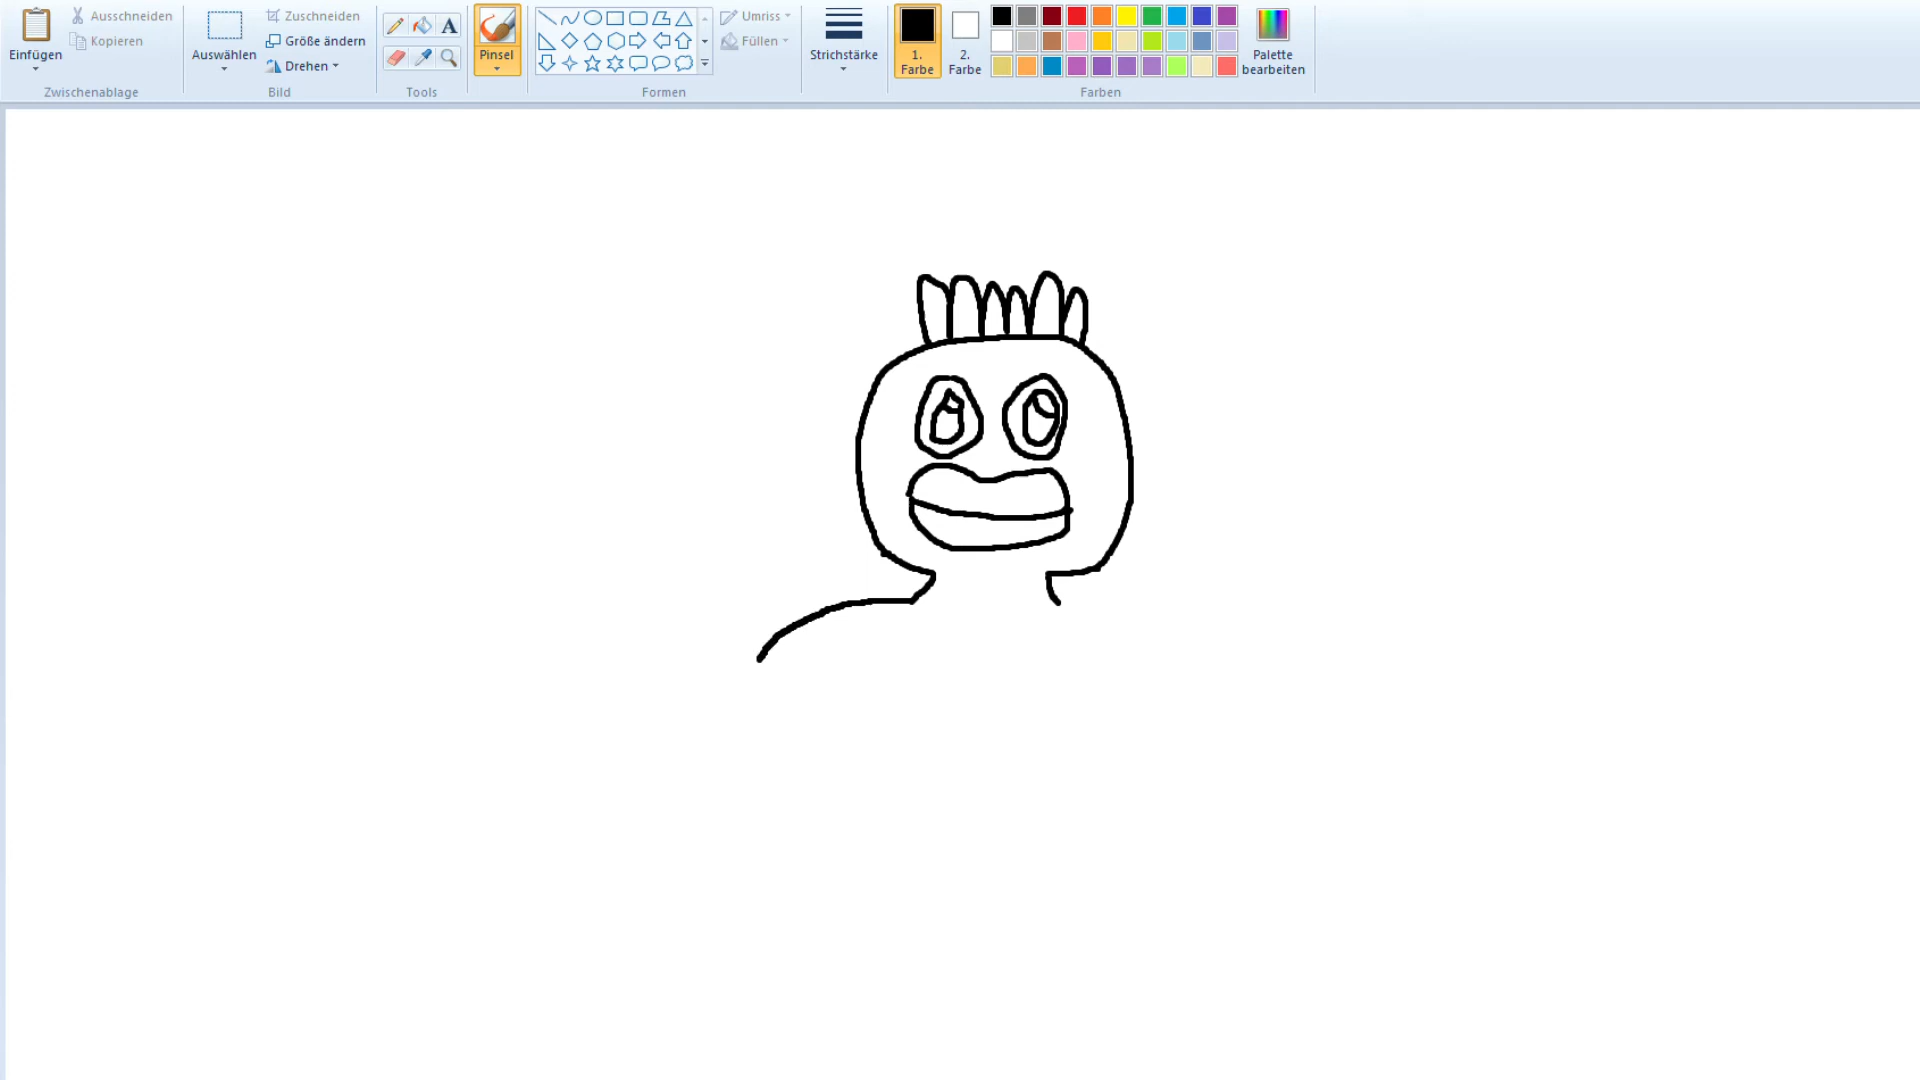 Einfügen
Ausschneiden
Kopieren
Zwischenablage
Auswählen
Zuschneiden
Größe ändern
Drehen
Bild
A
Tools
Pinsel
Formen
Umriss
Füllen
Strichstärke
1.
Farbe
2.
Farbe
Palette
bearbeiten
Farben